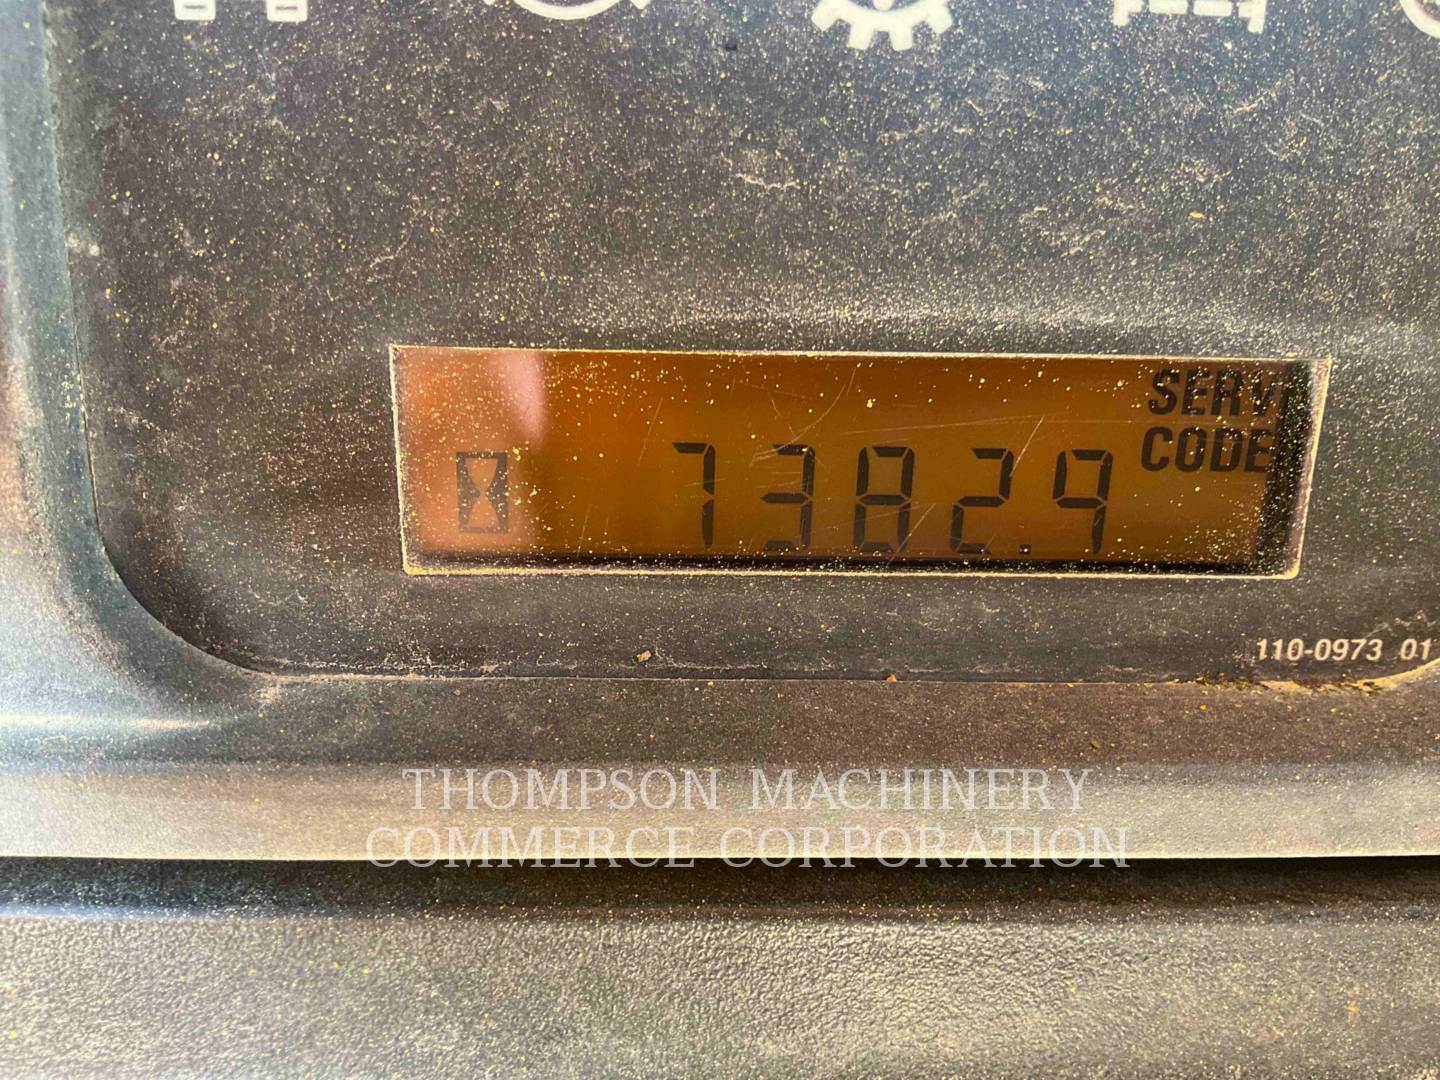 SERV
CODE
7382.9
110-0973 01
THOMPSON MACHINERY
COMMERCE CORPORATION